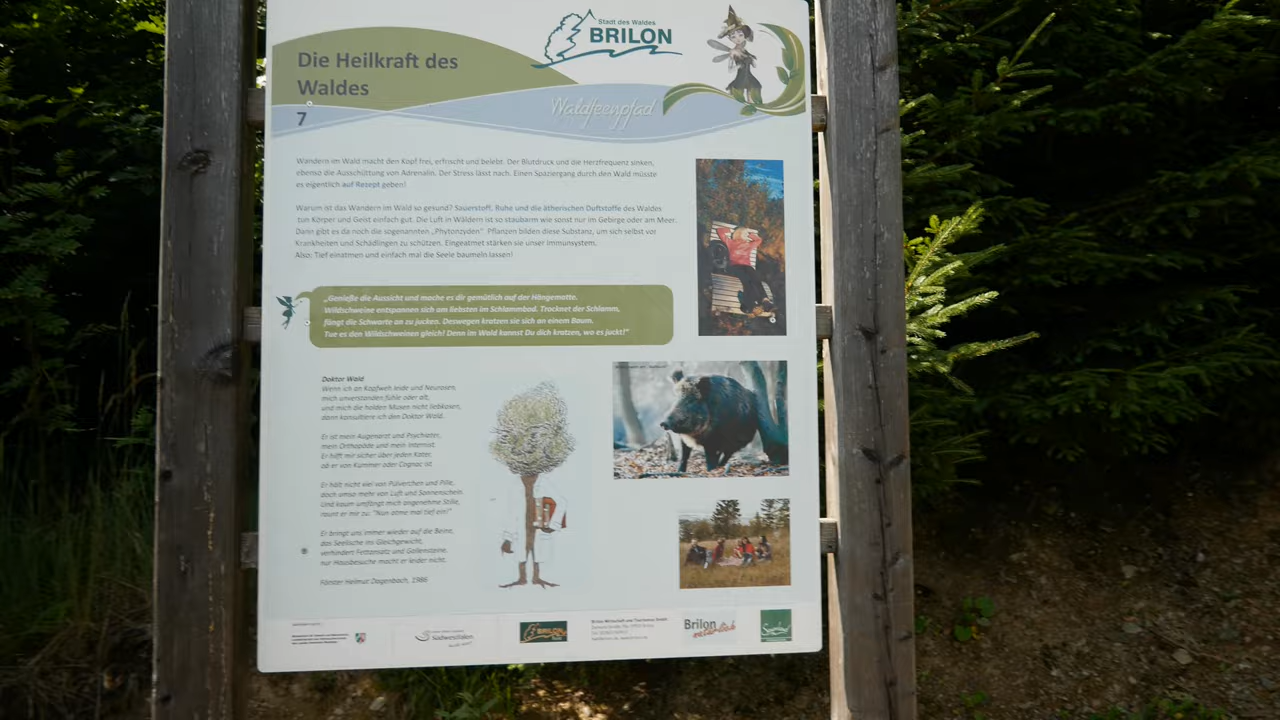 Stadt des Waldes
BRILON
Die Heilkraft des
Waldes
Waldfeenpfad
7
Wandern im Wald macht den Kopf frei, erfrischt und belebt. Der Blutdruck und die Herzfrequenz sinken,
ebenso die Ausschüttung von Adrenalin. Der Stress lässt nach. Einen Spaziergang durch den Wald müsste
es eigentlich auf Rezept geben!
Warum ist das Wandern im Wald so gesund? Sauerstoff, Ruhe und die ätherischen Duftstoffe des Waldes
tun Körper und Geist einfach gut. Die Luft in Wäldern ist so staubarm wie sonst nur im Gebirge oder am Meer.
Dann gibt es da noch die sogenannten „Phytonzyden“. Pflanzen bilden diese Substanz, um sich selbst vor
Krankheiten und Schädlingen zu schützen. Eingeatmet stärken sie unser Immunsystem.
Also: Tief einatmen und einfach mal die Seele baumeln lassen!
„Genieße die Aussicht und mache es dir gemütlich auf der Hängematte.
Wildschweine entspannen sich am liebsten im Schlammbad. Trocknet der Schlamm,
fängt die Schwarte an zu jucken. Deswegen kratzen sie sich an einem Baum.
Tue es den Wildschweinen gleich! Denn im Wald kannst Du dich kratzen, wo es juckt!“
Doktor Wald
Wenn ich an Kopfweh leide und Neurosen,
mich unverstanden fühle oder alt,
und mich die holden Musen nicht liebkosen,
dann konsultiere ich den Doktor Wald.
Er ist mein Augenarzt und Psychiater,
mein Orthopäde und mein Internist.
Er hilft mir sicher über jeden Kater,
ob er von Kummer oder Cognac ist
Er hält nicht viel von Pülverchen und Pille,
doch umso mehr von Luft und Sonnenschein.
Und kaum umfängt mich angenehme Stille,
raunt er mir zu: "Nun atme mal tief ein!"
Er bringt uns immer wieder auf die Beine,
das Seelische ins Gleichgewicht,
verhindert Fettansatz und Gallensteine.
nur Hausbesuche macht er leider nicht.
Förster Helmut Dagenbach, 1986
Südwestfalen
BRILON
Brilon Wirtschaft und Tourismus GmbH
Brilon
natürlich